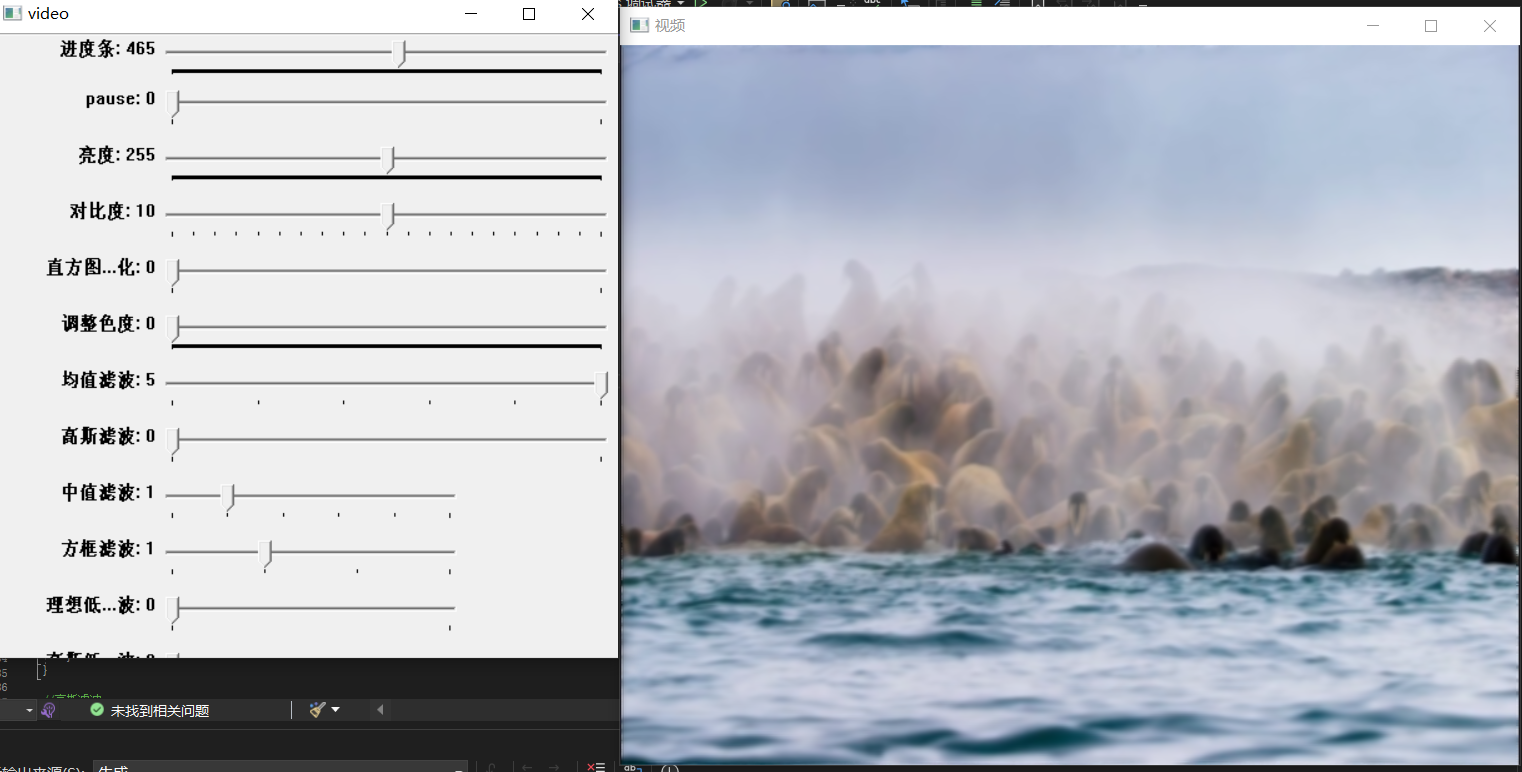 video
进度条: 465
pause: 0
亮度: 255
对比度: 10
直方图...化: 0
调整色度: 0
均值滤波: 5
高斯滤波: 0
中值滤波: 1
方框滤波: 1
理想低...波: 0
视频
未找到相关问题